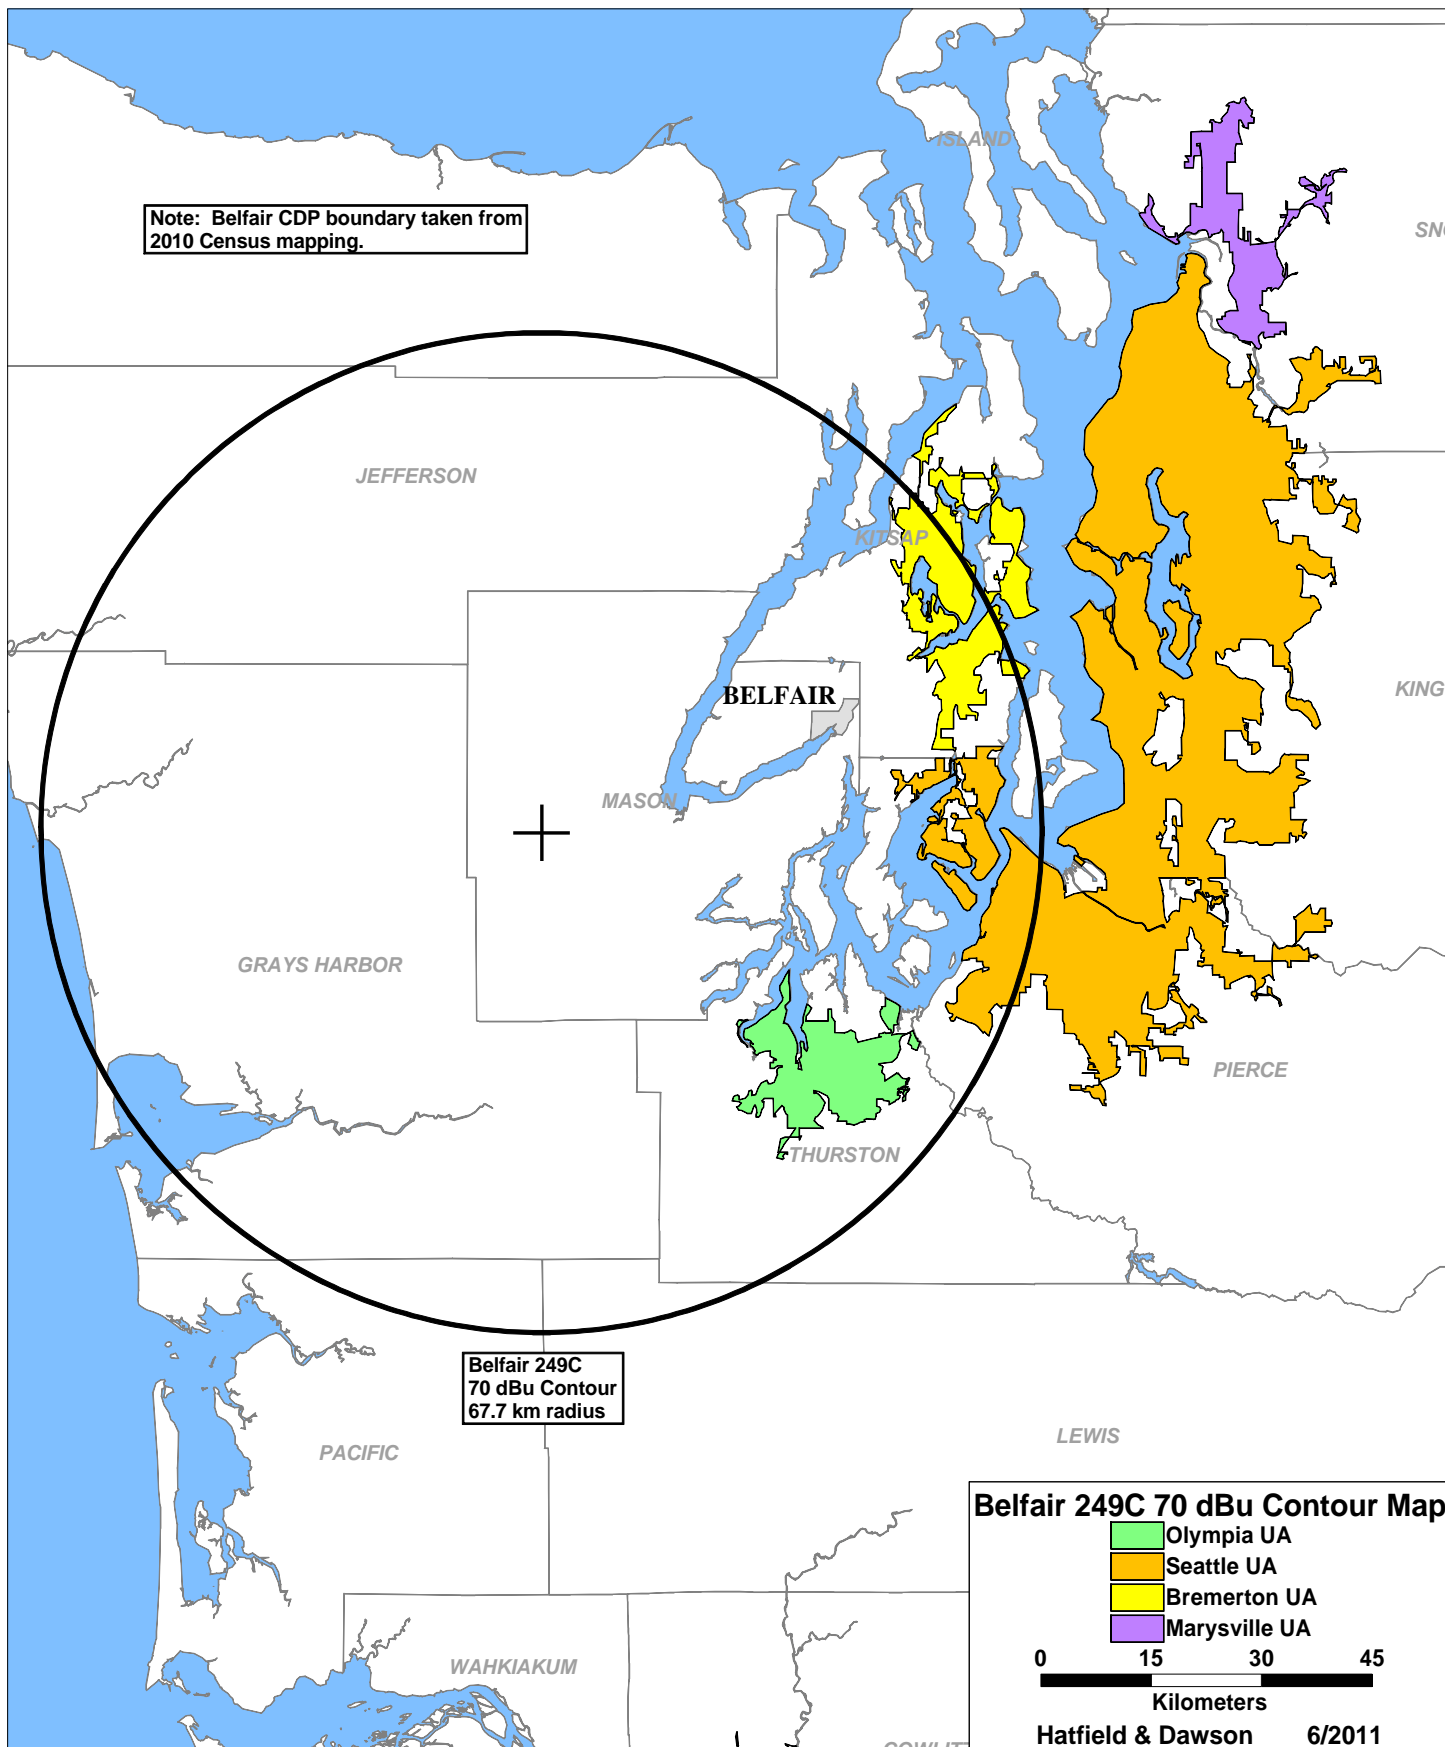 ISLAND
Note: Belfair CDP boundary taken from
2010 Census mapping.
JEFFERSON
KITSAP
BELFAIR
KING
MASON
GRAYS HARBOR
PIERCE
THURSTON
Belfair 249C
70 dBu Contour
67.7 km radius
PACIFIC
LEWIS
WAHKIAKUM
Belfair 249C 70 dBu Contour Map
Olympia UA
Seattle UA
Bremerton UA
Marysville UA
0 15 30 45
Kilometers
Hatfield & Dawson 6/2011